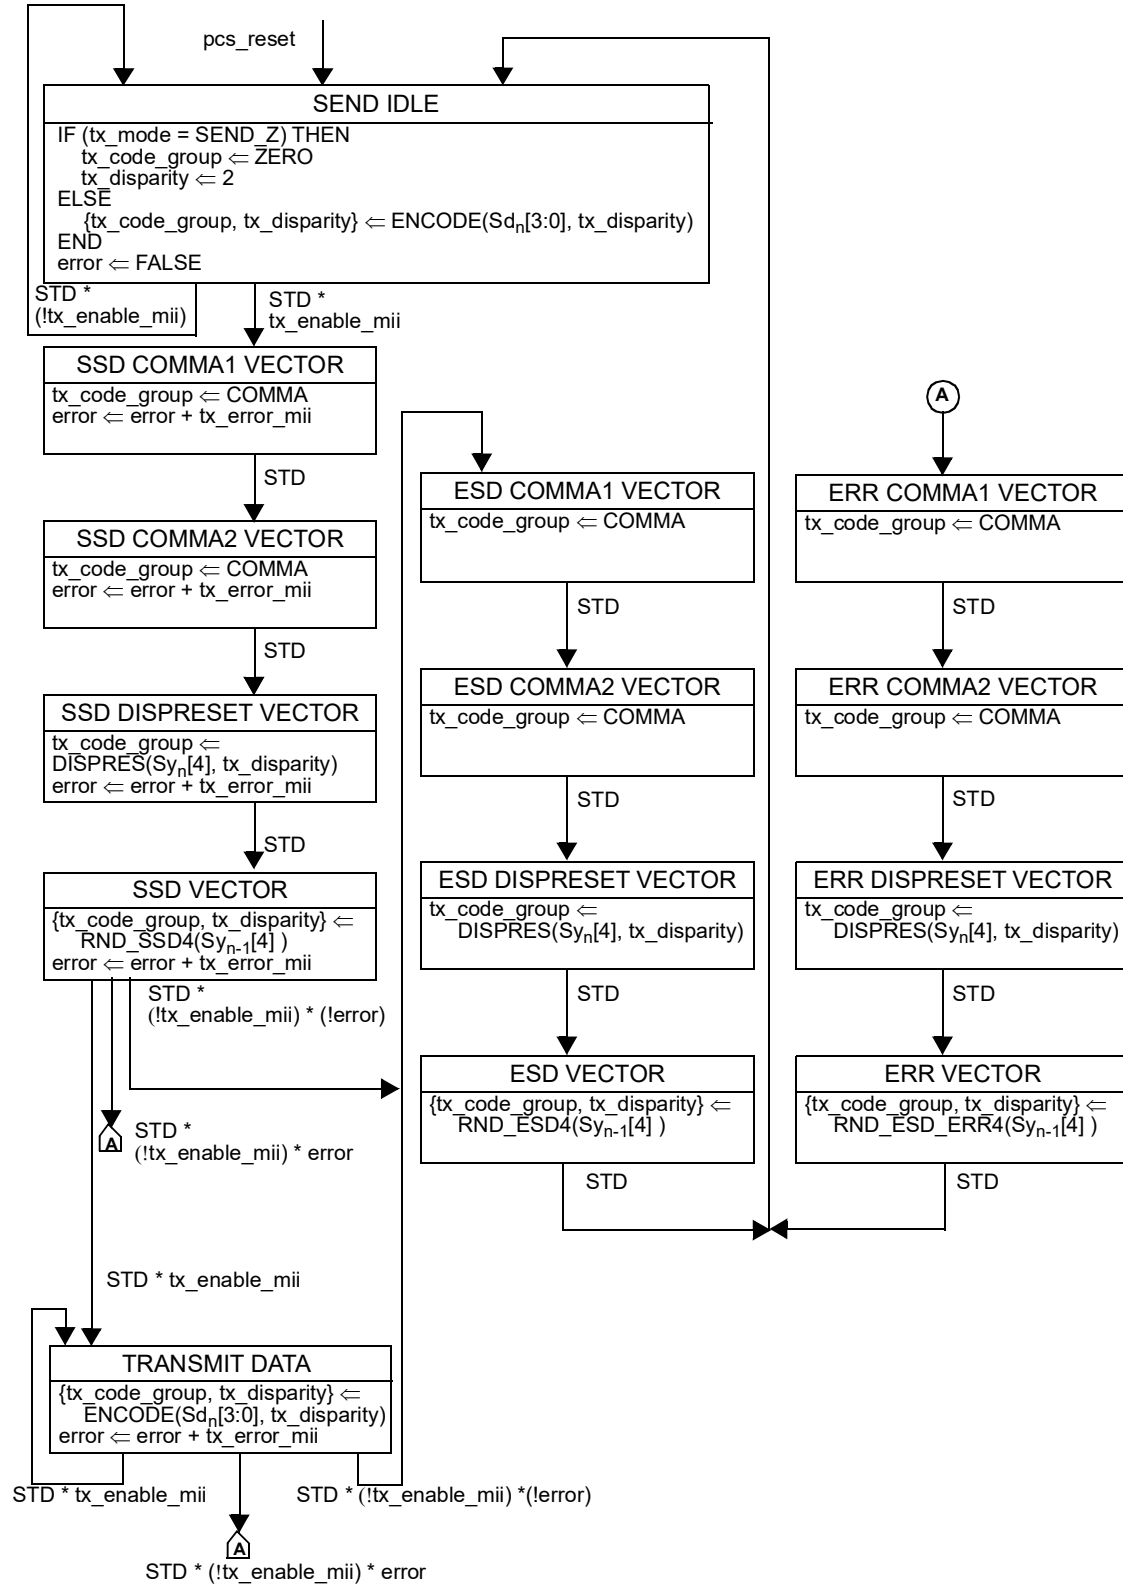 pcs_reset
SEND IDLE
IF (tx_mode = SEND_Z) THEN
tx_code_group ⇐ ZERO
tx_disparity ⇐ 2
ELSE
{tx_code_group, tx_disparity} ⇐ ENCODE(Sdn[3:0], tx_disparity)
END
error ⇐ FALSE
STD *
(!tx_enable_mii)
STD *
tx_enable_mii
SSD COMMA1 VECTOR
tx_code_group ⇐ COMMA
error ⇐ error + tx_error_mii
STD
SSD COMMA2 VECTOR
tx_code_group ⇐ COMMA
error ⇐ error + tx_error_mii
STD
SSD DISPRESET VECTOR
tx_code_group ⇐
DISPRES(Syn[4], tx_disparity)
error ⇐ error + tx_error_mii
STD
SSD VECTOR
{tx_code_group, tx_disparity} ⇐
RND_SSD4(Syn-1[4] )
error ⇐ error + tx_error_mii
STD *
(!tx_enable_mii) * (!error)
A
STD *
(!tx_enable_mii) * error
STD * tx_enable_mii
TRANSMIT DATA
{tx_code_group, tx_disparity} ⇐
ENCODE(Sdn[3:0], tx_disparity)
error ⇐ error + tx_error_mii
STD * tx_enable_mii
STD * (!tx_enable_mii) *(!error)
A
STD * (!tx_enable_mii) * error
ESD COMMA1 VECTOR
tx_code_group ⇐ COMMA
STD
ESD COMMA2 VECTOR
tx_code_group ⇐ COMMA
STD
ESD DISPRESET VECTOR
tx_code_group ⇐
DISPRES(Syn[4], tx_disparity)
STD
ESD VECTOR
{tx_code_group, tx_disparity} ⇐
RND_ESD4(Syn-1[4] )
STD
A
ERR COMMA1 VECTOR
tx_code_group ⇐ COMMA
STD
ERR COMMA2 VECTOR
tx_code_group ⇐ COMMA
STD
ERR DISPRESET VECTOR
tx_code_group ⇐
DISPRES(Syn[4], tx_disparity)
STD
ERR VECTOR
{tx_code_group, tx_disparity} ⇐
RND_ESD_ERR4(Syn-1[4] )
STD